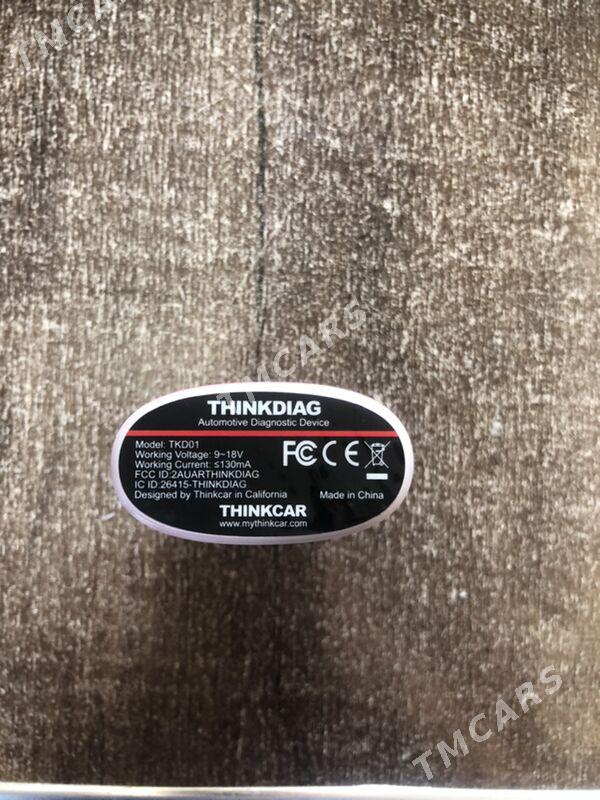 TMCARS
TMCARS
THINKDIAG
Automotive Diagnostic Device
Model: TKD01
Working Voltage: 9~18V
Working Current: ≤130mA
FCC ID:2AUARTHINKDIAG
IC ID:26415-THINKDIAG
Designed by Thinkcar in California
FC CE
Made in China
THINKCAR
www.mythinkcar.com
TMCARS